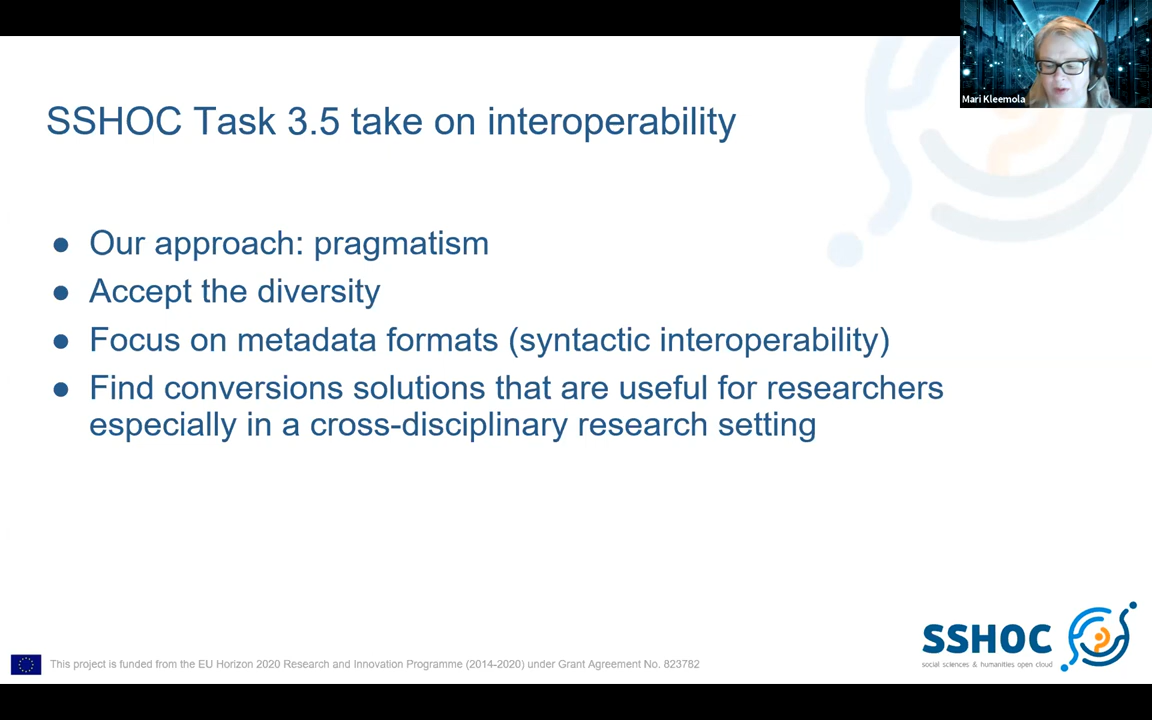 Mari Kleemola
SSHOC Task 3.5 take on interoperability
● Our approach: pragmatism
● Accept the diversity
● Focus on metadata formats (syntactic interoperability)
● Find conversions solutions that are useful for researchers
especially in a cross-disciplinary research setting
SSHOC
social sciences & humanities open cloud
This project is funded from the EU Horizon 2020 Research and Innovation Programme (2014-2020) under Grant Agreement No. 823782